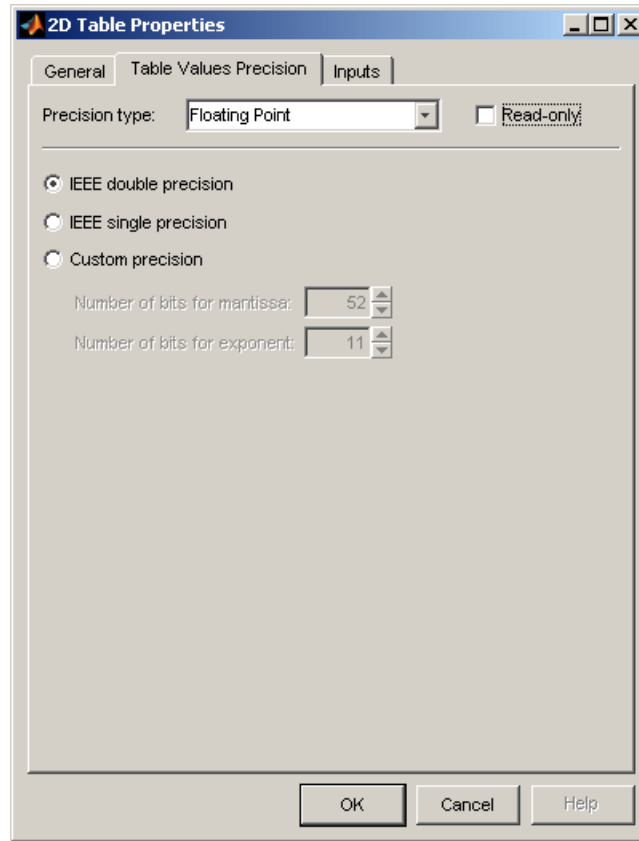 2D Table Properties
General Table Values Precision Inputs
Precision type: Floating Point Read-only
IEEE double precision
IEEE single precision
Custom precision
Number of bits for mantissa: 52
Number of bits for exponent: 11
OK Cancel Help